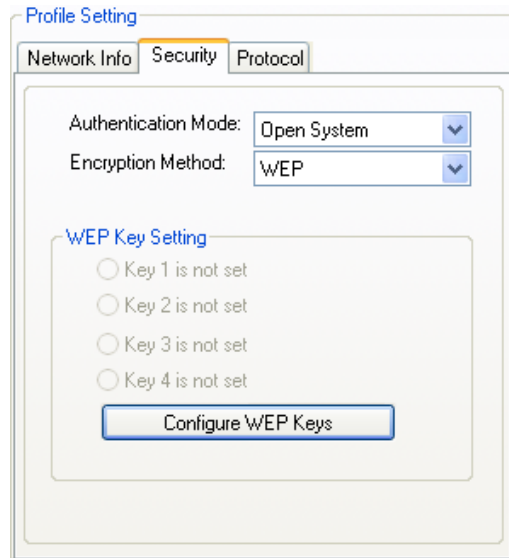 Profile Setting
Network Info Security Protocol
Authentication Mode: Open System
Encryption Method: WEP
WEP Key Setting
Key 1 is not set
Key 2 is not set
Key 3 is not set
Key 4 is not set
Configure WEP Keys